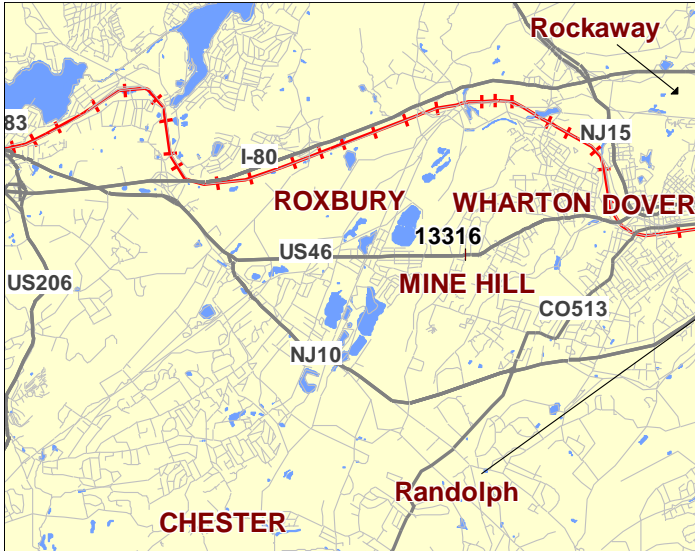 Rockaway
83
NJ15
I-80
ROXBURY
WHARTON
DOVER
13316
US46
MINE HILL
US206
CO513
NJ10
Randolph
CHESTER